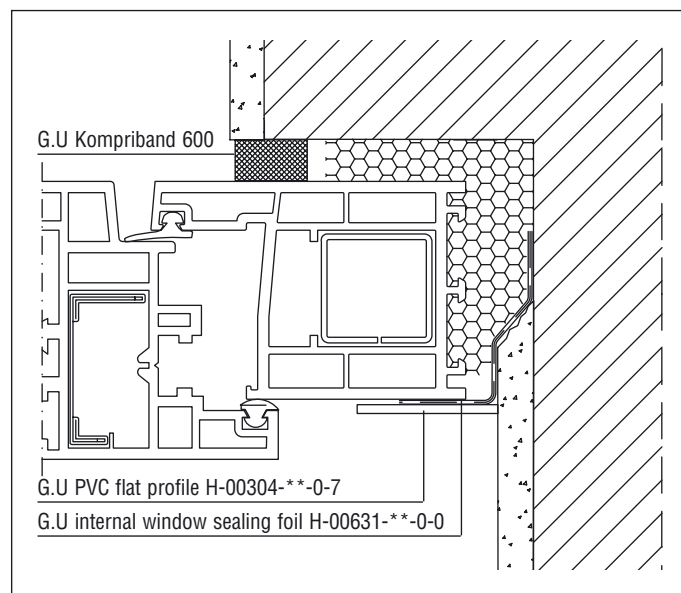 G.U Kompriband 600
G.U PVC flat profile H-00304-**-0-7
G.U internal window sealing foil H-00631-**-0-0